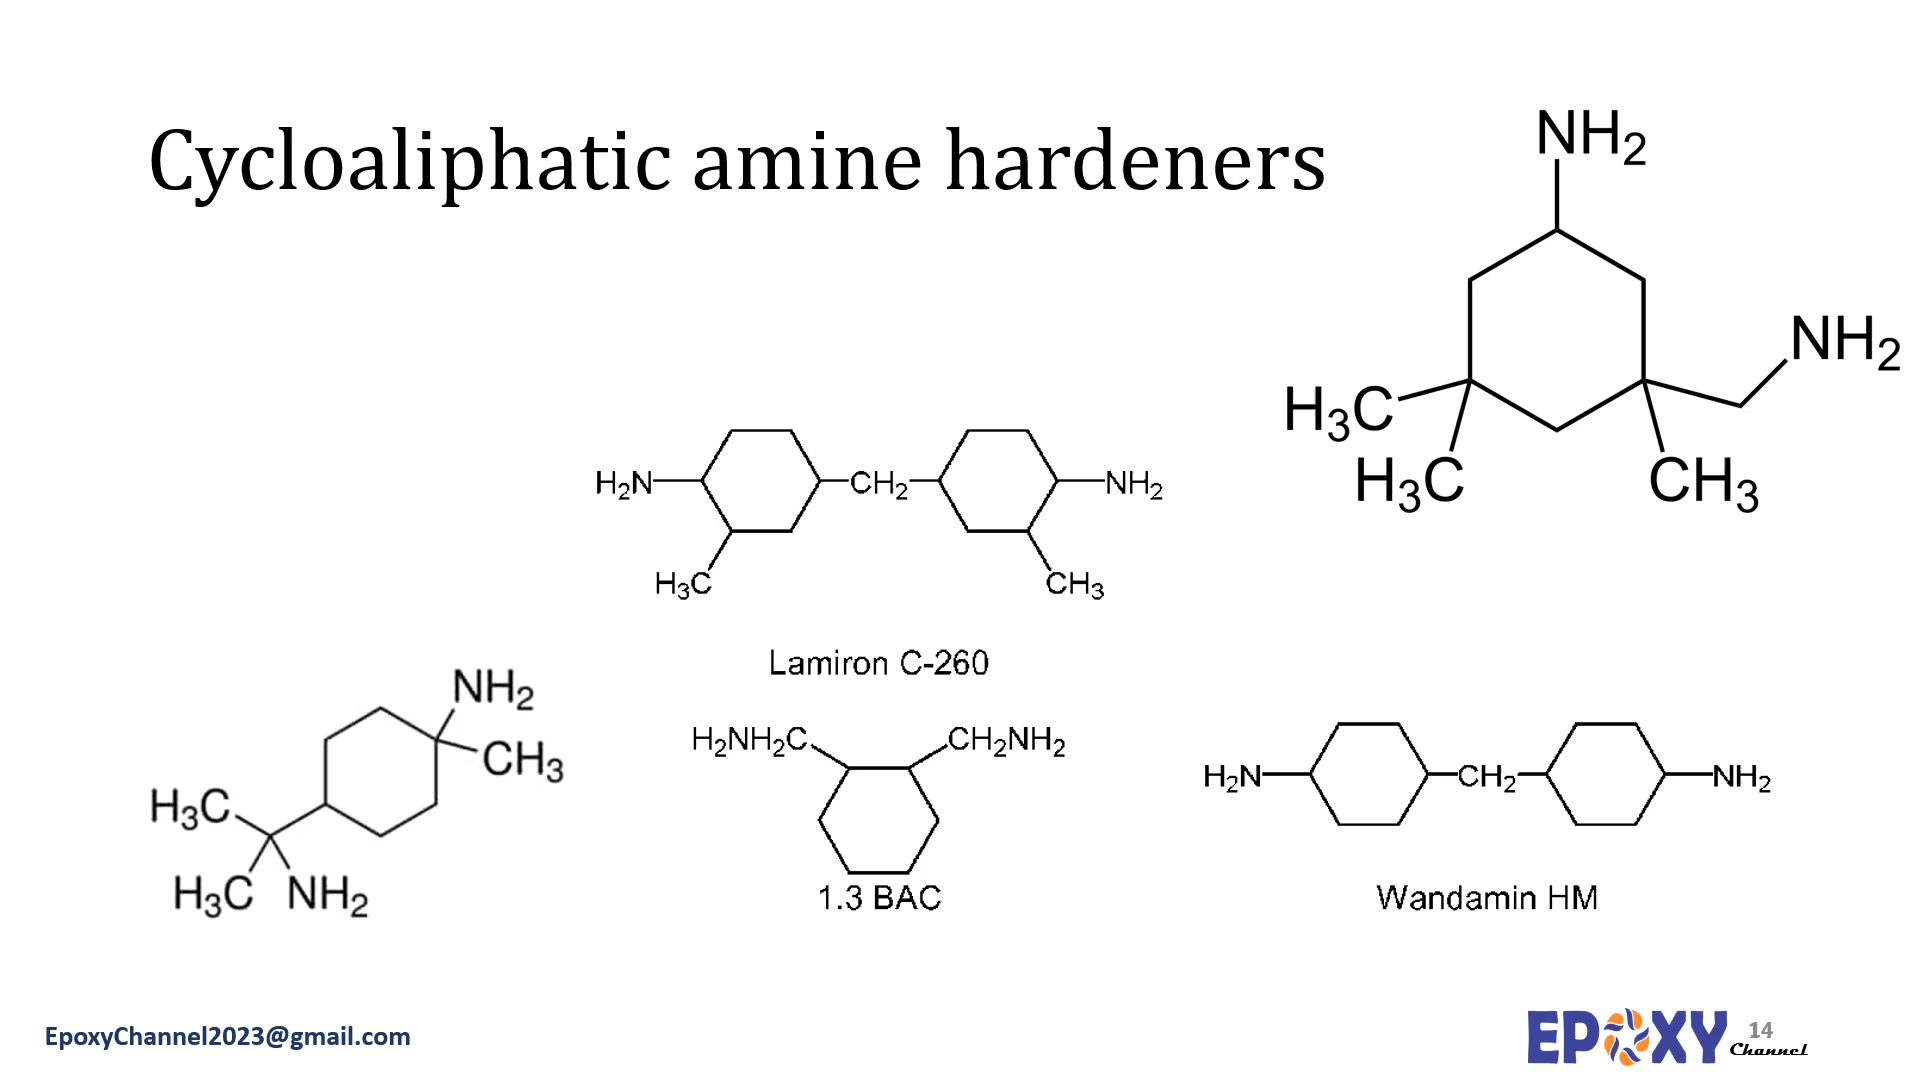 Cycloaliphatic amine hardeners
NH2
NH2
H3C
H3C
CH3
H2N
CH2
NH2
H3C
CH3
Lamiron C-260
NH2
CH3
H3C
H3C
NH2
H2NH2C
CH2NH2
1.3 BAC
H2N
CH2
NH2
Wandamin HM
EpoxyChannel2023@gmail.com
EPOXY
Channel
14